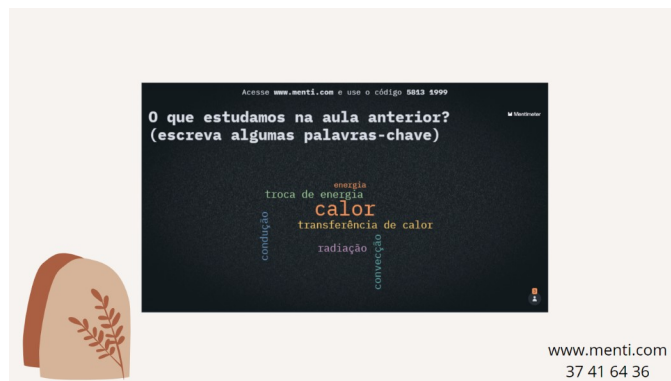 Acesse www.menti.com e use o código 5813 1999
O que estudamos na aula anterior?
(escreva algumas palavras-chave)
Mentimeter
energia
troca de energia
calor
transferência de calor
condução
radiação
convecção
www.menti.com
37 41 64 36